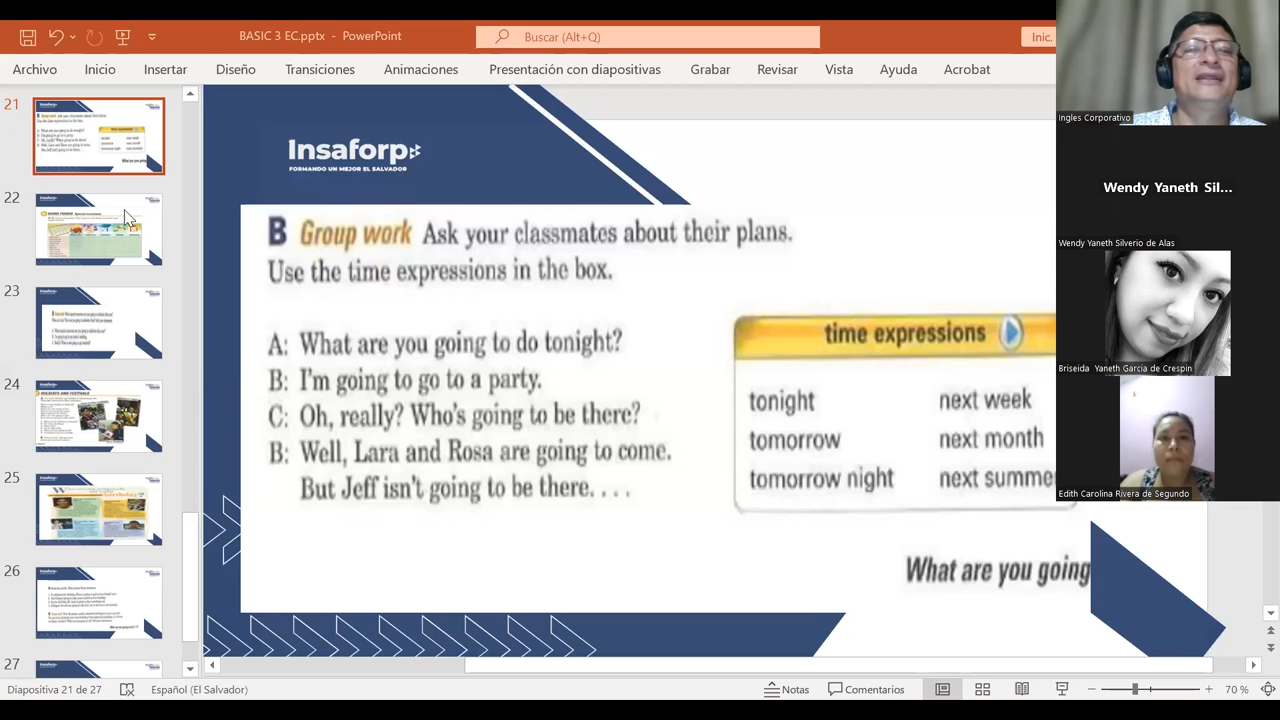 BASIC 3 EC.pptx - PowerPoint
Buscar (Alt+Q)
Inic.
Archivo
Inicio
Insertar
Diseño
Transiciones
Animaciones
Presentación con diapositivas
Grabar
Revisar
Vista
Ayuda
Acrobat
21
22
23
24
25
26
27
Insaforp
FORMANDO UN MEJOR EL SALVADOR
B Group work Ask your classmates about their plans.
Use the time expressions in the box.
A: What are you going to do tonight?
B: I'm going to go to a party.
C: Oh, really? Who's going to be there?
B: Well, Lara and Rosa are going to come.
But Jeff isn't going to be there. . . .
time expressions
tonight next week
tomorrow next month
tomorrow night next summe
What are you going
Ingles Corporativo
Wendy Yaneth Sil...
Wendy Yaneth Silverio de Alas
Briseida Yaneth Garcia de Crespin
Edith Carolina Rivera de Segundo
Diapositiva 21 de 27
Español (El Salvador)
Notas
Comentarios
70 %